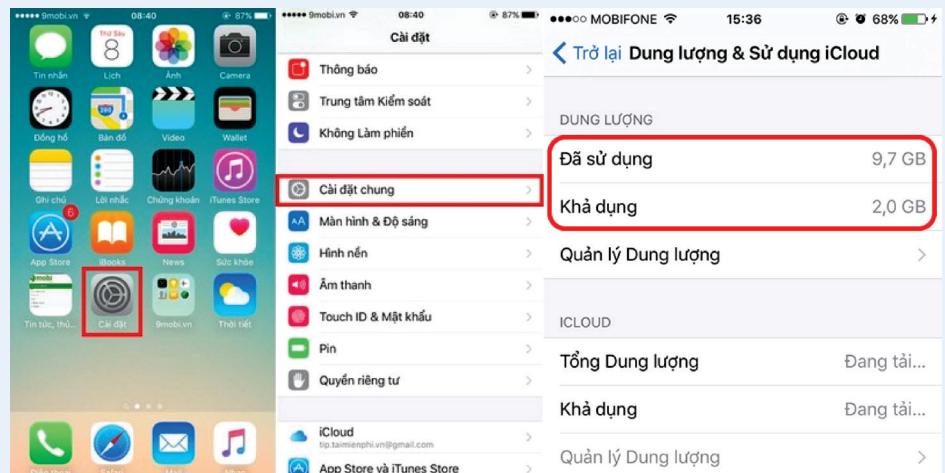 9mobi.vn 08:40 87%
Thứ Sáu
8
Tin nhắn Lịch Ảnh Camera
280
Đồng hồ Bản đồ Video Wallet
Ghi chú Lời nhắc Chứng khoán iTunes Store
6
App Store iBooks News Sức khỏe
9mobi
Tin tức, thủ... Cài đặt 9mobi.vn Thời tiết
9mobi.vn 08:40 87%
Cài đặt
Thông báo
Trung tâm Kiểm soát
Không Làm phiền
Cài đặt chung
AA Màn hình & Độ sáng
Hình nền
Âm thanh
Touch ID & Mật khẩu
Pin
Quyền riêng tư
iCloud
tip.taimienphi.vn@gmail.com
App Store và iTunes Store
MOBIFONE 15:36 68%
Trở lại Dung lượng & Sử dụng iCloud
DUNG LƯỢNG
Đã sử dụng 9,7 GB
Khả dụng 2,0 GB
Quản lý Dung lượng
ICLOUD
Tổng Dung lượng Đang tải...
Khả dụng Đang tải...
Quản lý Dung lượng